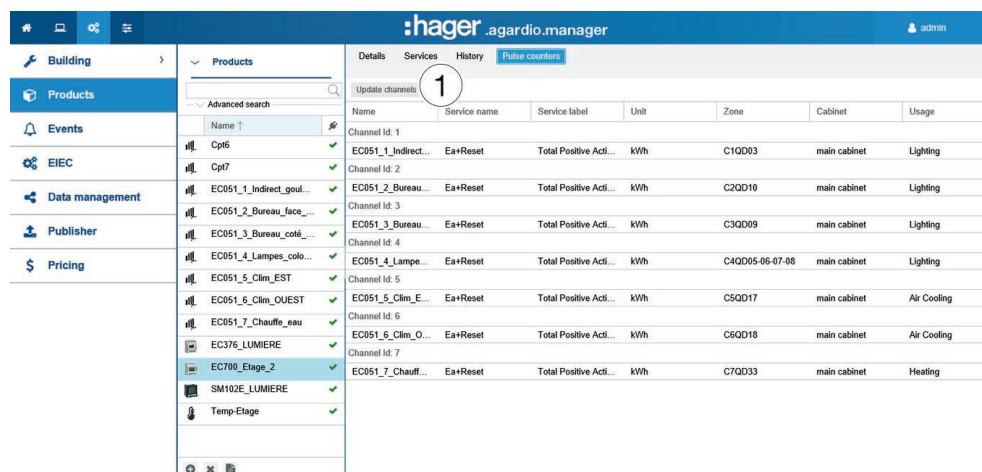 :hager .agardio.manager
admin
Building
Products
Events
EIEC
Data management
Publisher
Pricing
Products
Advanced search
Name ↑
Cpt6
Cpt7
EC051_1_Indirect_goul...
EC051_2_Bureau_face_...
EC051_3_Bureau_coté_...
EC051_4_Lampes_colo...
EC051_5_Clim_EST
EC051_6_Clim_OUEST
EC051_7_Chauffe_eau
EC376_LUMIERE
EC700_Etage_2
SM102E_LUMIERE
Temp-Etage
Details Services History Pulse counters
Update channels
1
Name Service name Service label Unit Zone Cabinet Usage
Channel Id: 1
EC051_1_Indirect... Ea+Reset Total Positive Acti... kWh C1QD03 main cabinet Lighting
Channel Id: 2
EC051_2_Bureau... Ea+Reset Total Positive Acti... kWh C2QD10 main cabinet Lighting
Channel Id: 3
EC051_3_Bureau... Ea+Reset Total Positive Acti... kWh C3QD09 main cabinet Lighting
Channel Id: 4
EC051_4_Lampe... Ea+Reset Total Positive Acti... kWh C4QD05-06-07-08 main cabinet Lighting
Channel Id: 5
EC051_5_Clim_E... Ea+Reset Total Positive Acti... kWh C5QD17 main cabinet Air Cooling
Channel Id: 6
EC051_6_Clim_O... Ea+Reset Total Positive Acti... kWh C6QD18 main cabinet Air Cooling
Channel Id: 7
EC051_7_Chauff... Ea+Reset Total Positive Acti... kWh C7QD33 main cabinet Heating